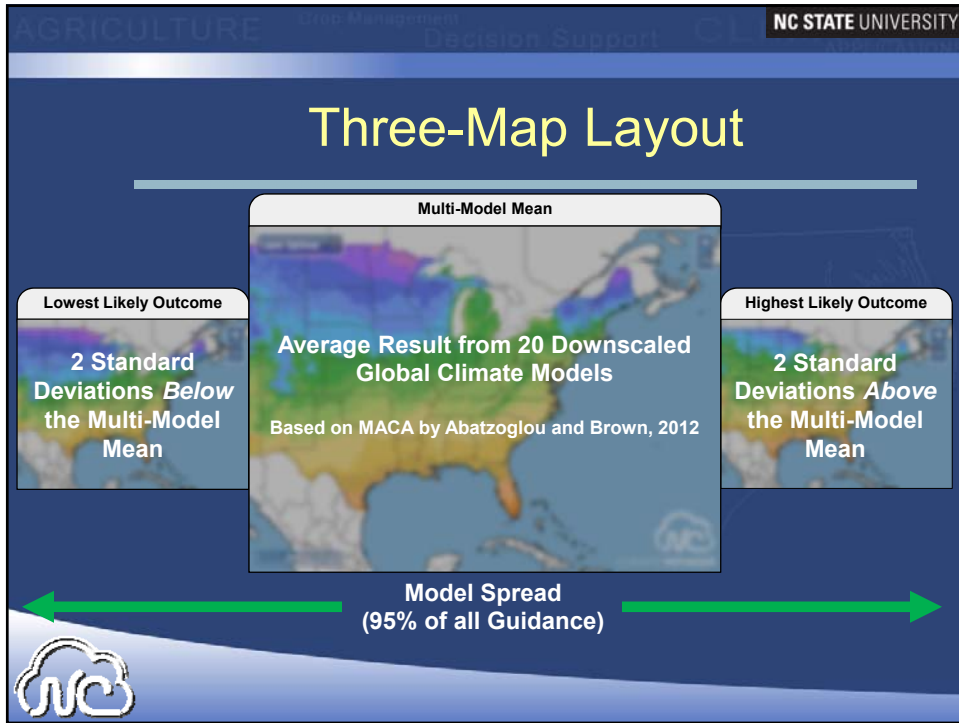 AGRICULTURE
Crop Management
Decision Support
NC STATE UNIVERSITY
Three-Map Layout
Multi-Model Mean
Lowest Likely Outcome
Highest Likely Outcome
2 Standard
Deviations Below
the Multi-Model
Mean
Average Result from 20 Downscaled
Global Climate Models
Based on MACA by Abatzoglou and Brown, 2012
2 Standard
Deviations Above
the Multi-Model
Mean
NC
Model Spread
(95% of all Guidance)
NC